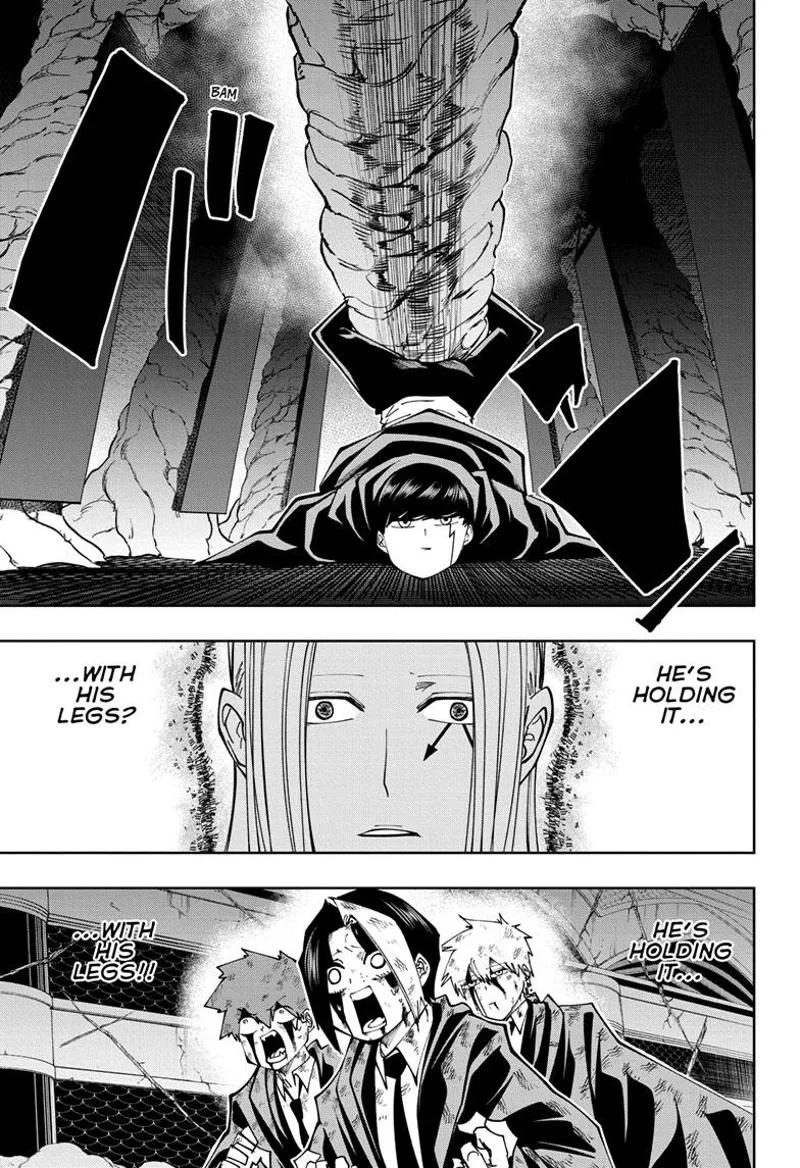 BAM
HE'S
HOLDING
IT...
...WITH
HIS
LEGS?
HE'S
HOLDING
IT...
...WITH
HIS
LEGS!!